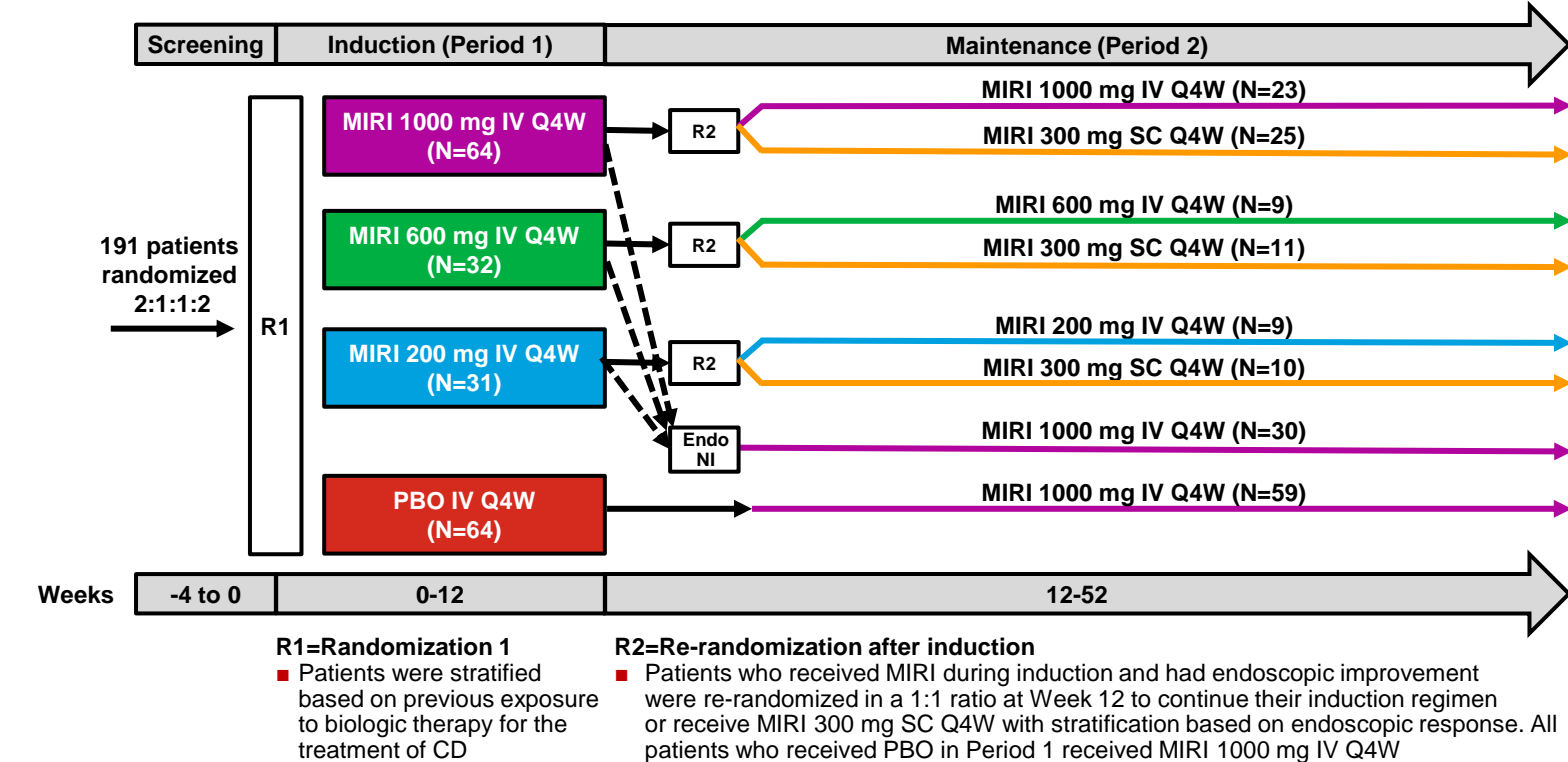 Screening
Induction (Period 1)
Maintenance (Period 2)
191 patients
randomized
2:1:1:2
R1
MIRI 1000 mg IV Q4W
(N=64)
R2
MIRI 1000 mg IV Q4W (N=23)
MIRI 300 mg SC Q4W (N=25)
MIRI 600 mg IV Q4W
(N=32)
R2
MIRI 600 mg IV Q4W (N=9)
MIRI 300 mg SC Q4W (N=11)
MIRI 200 mg IV Q4W
(N=31)
R2
MIRI 200 mg IV Q4W (N=9)
MIRI 300 mg SC Q4W (N=10)
Endo
NI
MIRI 1000 mg IV Q4W (N=30)
PBO IV Q4W
(N=64)
MIRI 1000 mg IV Q4W (N=59)
Weeks
-4 to 0
0-12
12-52
R1=Randomization 1
■ Patients were stratified
based on previous exposure
to biologic therapy for the
treatment of CD
R2=Re-randomization after induction
■ Patients who received MIRI during induction and had endoscopic improvement
were re-randomized in a 1:1 ratio at Week 12 to continue their induction regimen
or receive MIRI 300 mg SC Q4W with stratification based on endoscopic response. All
patients who received PBO in Period 1 received MIRI 1000 mg IV Q4W